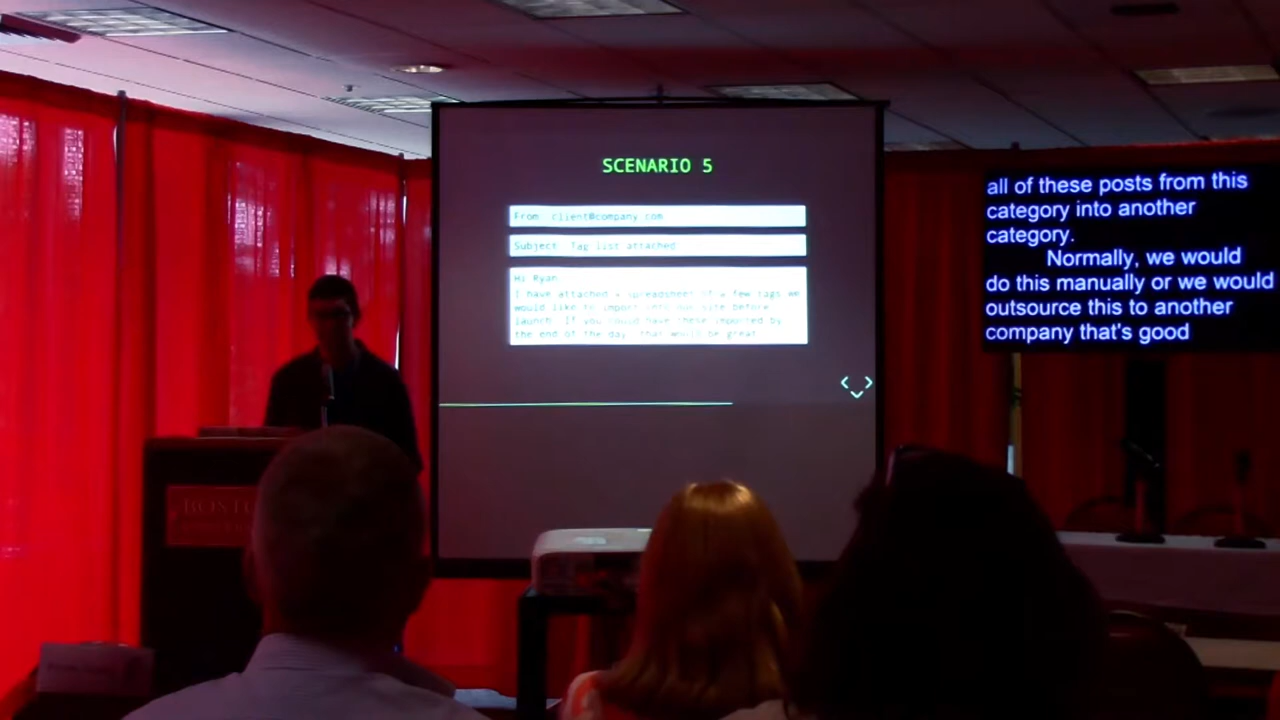 SCENARIO 5
From: client@company.com
Subject: Tag list attached
Hi Ryan
I have attached a spreadsheet of a few tags we
would like to import into our site before
launch. If you could have these imported by
the end of the day, that would be great
all of these posts from this
category into another
category.
Normally, we would
do this manually or we would
outsource this to another
company that's good